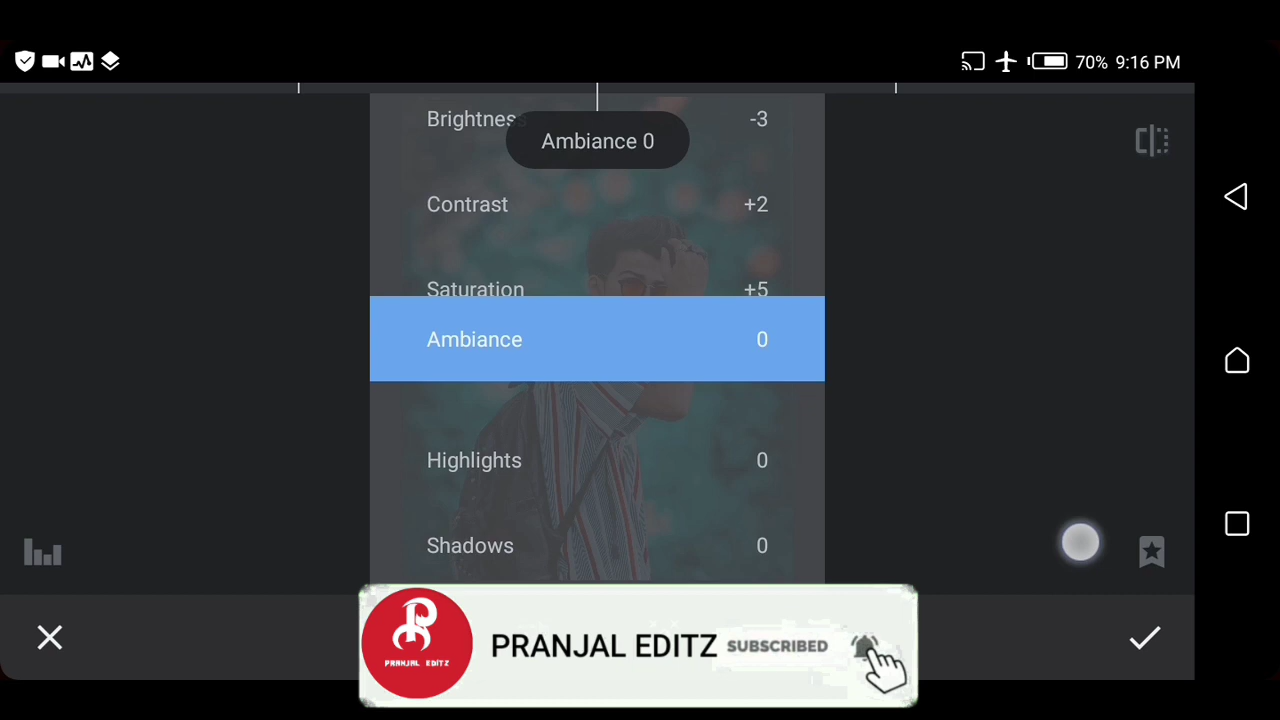 70% 9:16 PM
Brightness -3
Ambiance 0
Contrast +2
Saturation +5
Ambiance 0
Highlights 0
Shadows 0
PRANJAL EDITZ SUBSCRIBED
PRANJAL EDITZ